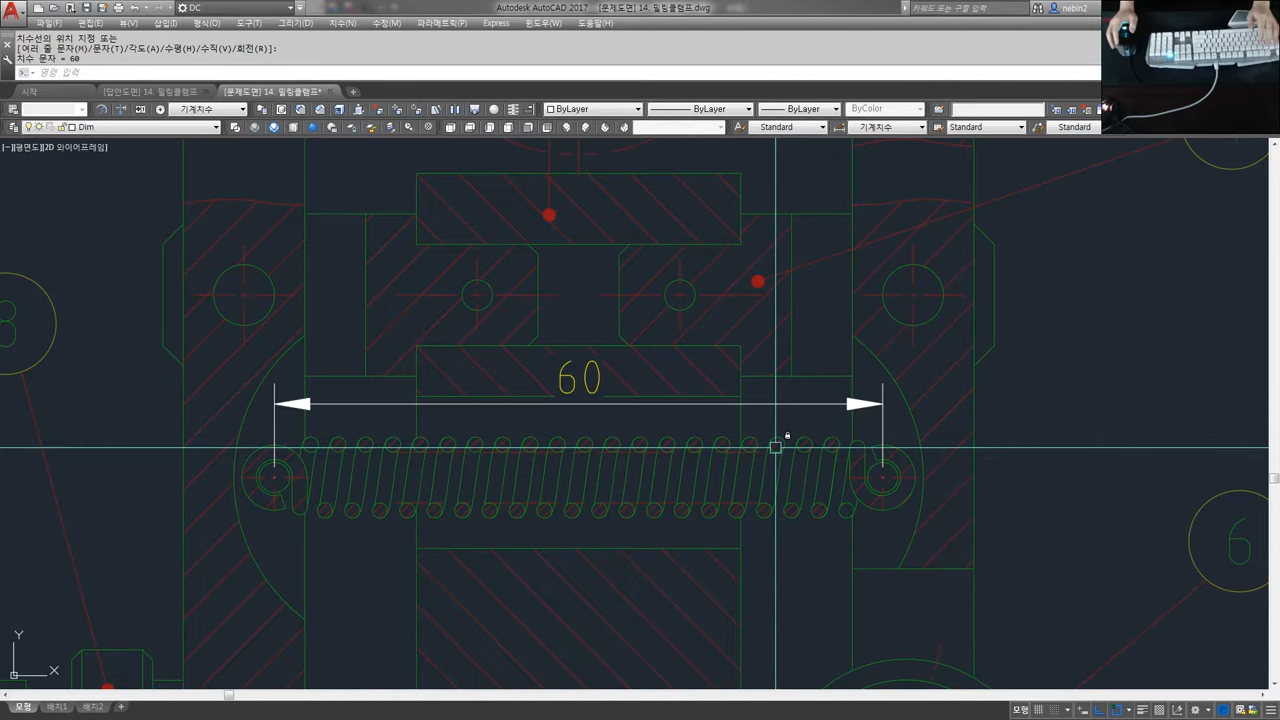 DC
Autodesk AutoCAD 2017 [문제도면] 14. 밀링클램프.dwg
키워드 또는 구절 입력
nebin2
파일(F) 편집(E) 뷰(V) 삽입(I) 형식(O) 도구(T) 그리기(D) 치수(N) 수정(M) 파라메트릭(P) Express 윈도우(W) 도움말(H)
치수선의 위치 지정 또는
[여러 줄 문자(M)/문자(T)/각도(A)/수평(H)/수직(V)/회전(R)]:
치수 문자 = 60
명령 입력
시작 [답안도면] 14. 밀링클램프 [문제도면] 14. 밀링클램프*
기계치수 ByLayer ByLayer ByLayer ByColor
Dim Standard 기계치수 Standard Standard
[−][평면도][2D 와이어프레임]
8
60
6
Y
X
모형 배치1 배치2
모형